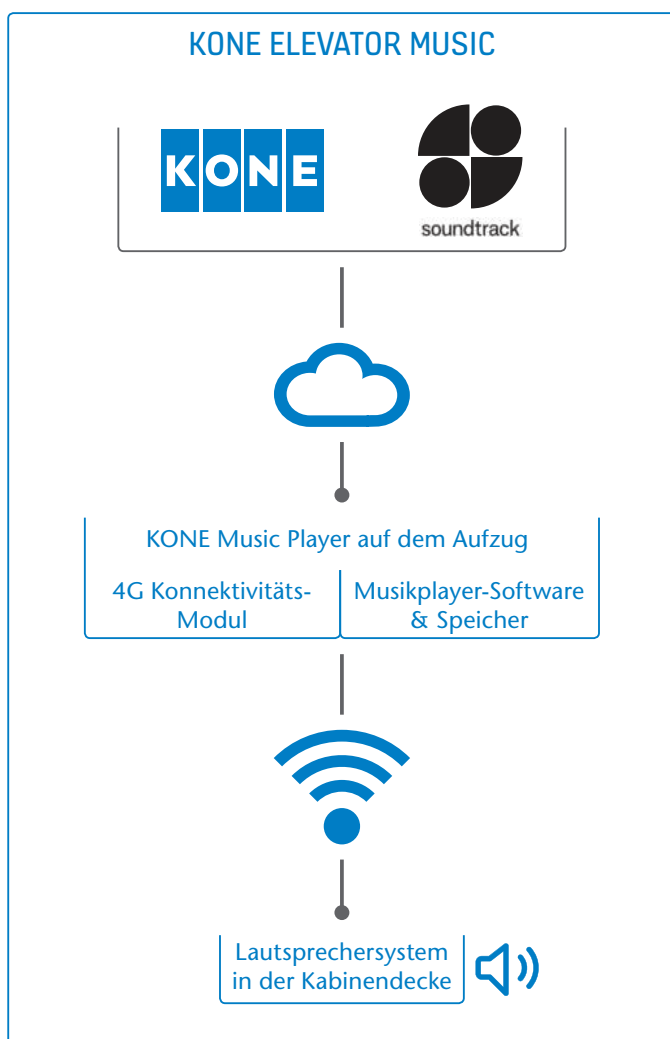 KONE ELEVATOR MUSIC
KONE
soundtrack
KONE Music Player auf dem Aufzug
4G Konnektivitäts-
Modul
Musikplayer-Software
& Speicher
Lautsprechersystem
in der Kabinendecke